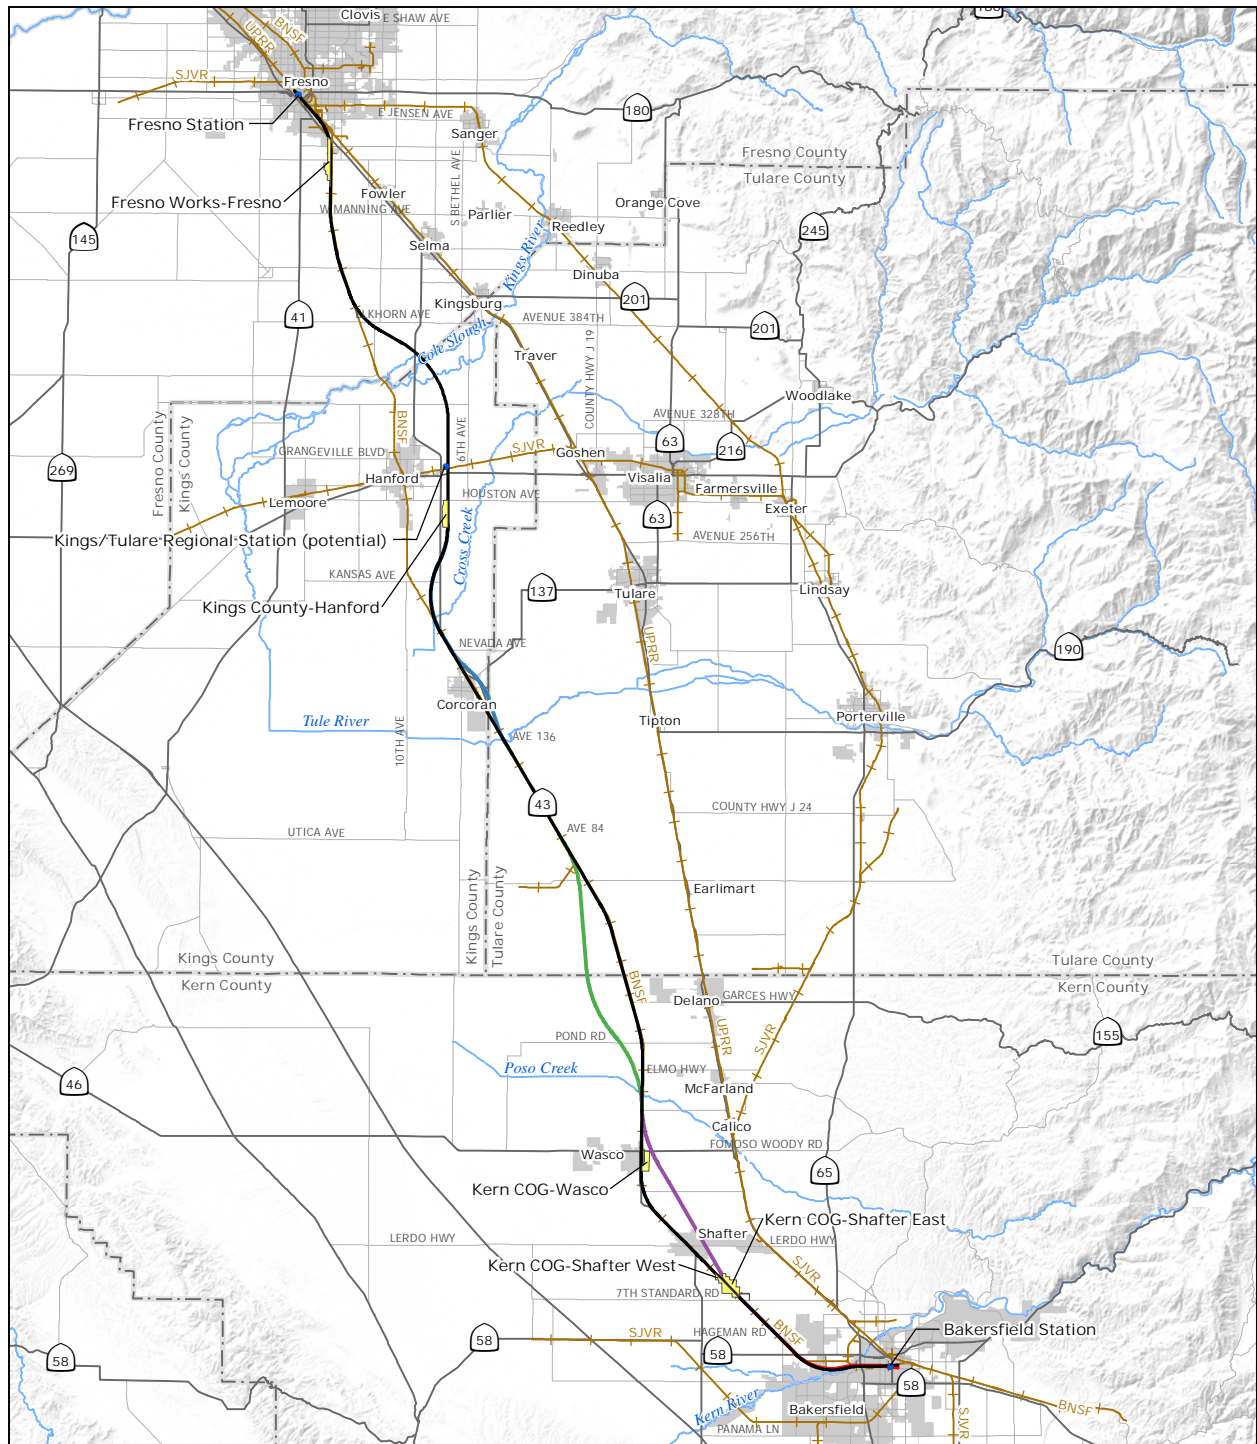 Clovis
E SHAW AVE
180
BNSF
UPRR
SJVR
Fresno
E JENSEN AVE
180
Fresno Station
Sanger
Fresno County
Tulare County
S BETHEL AVE
Fresno Works-Fresno
Fowler
W MANNING AVE
Parlier
Orange Cove
Reedley
245
145
Selma
Kings River
Dinuba
201
Kingsburg
41
ELKHORN AVE
AVENUE 384TH
201
Cole Slough
COUNTY HWY J 19
Traver
Woodlake
AVENUE 328TH
Fresno County
Kings County
BNSF
6TH AVE
SJVR
63
216
GRANGEVILLE BLVD
Goshen
269
Hanford
Visalia
Farmersville
HOUSTON AVE
Lemoore
Exeter
63
Kings/Tulare Regional Station (potential)
AVENUE 256TH
Cross Creek
KANSAS AVE
137
Lindsay
Tulare
Kings County-Hanford
NEVADA AVE
UPRR
190
Corcoran
Tule River
Tipton
Porterville
10TH AVE
AVE 136
43
COUNTY HWY J 24
UTICA AVE
AVE 84
Kings County
Tulare County
Earlimart
Kings County
Kern County
Tulare County
Kern County
BNSF
Delano
GARCES HWY
POND RD
UPRR
SJVR
155
Poso Creek
ELMO HWY
46
McFarland
Calico
FOMOSO WOODY RD
Wasco
65
Kern COG-Wasco
Kern COG-Shafter East
Shafter
LERDO HWY
LERDO HWY
Kern COG-Shafter West
SJVR
7TH STANDARD RD
BNSF
Bakersfield Station
SJVR
HAGEMAN RD
58
58
58
58
Kern River
Bakersfield
BNSF
SJVR
PANAMA LN